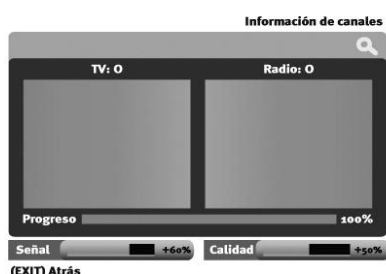 Información de canales
TV: 0
Radio: 0
Progreso 100%
Señal +60%
Calidad +50%
(EXIT) Atrás